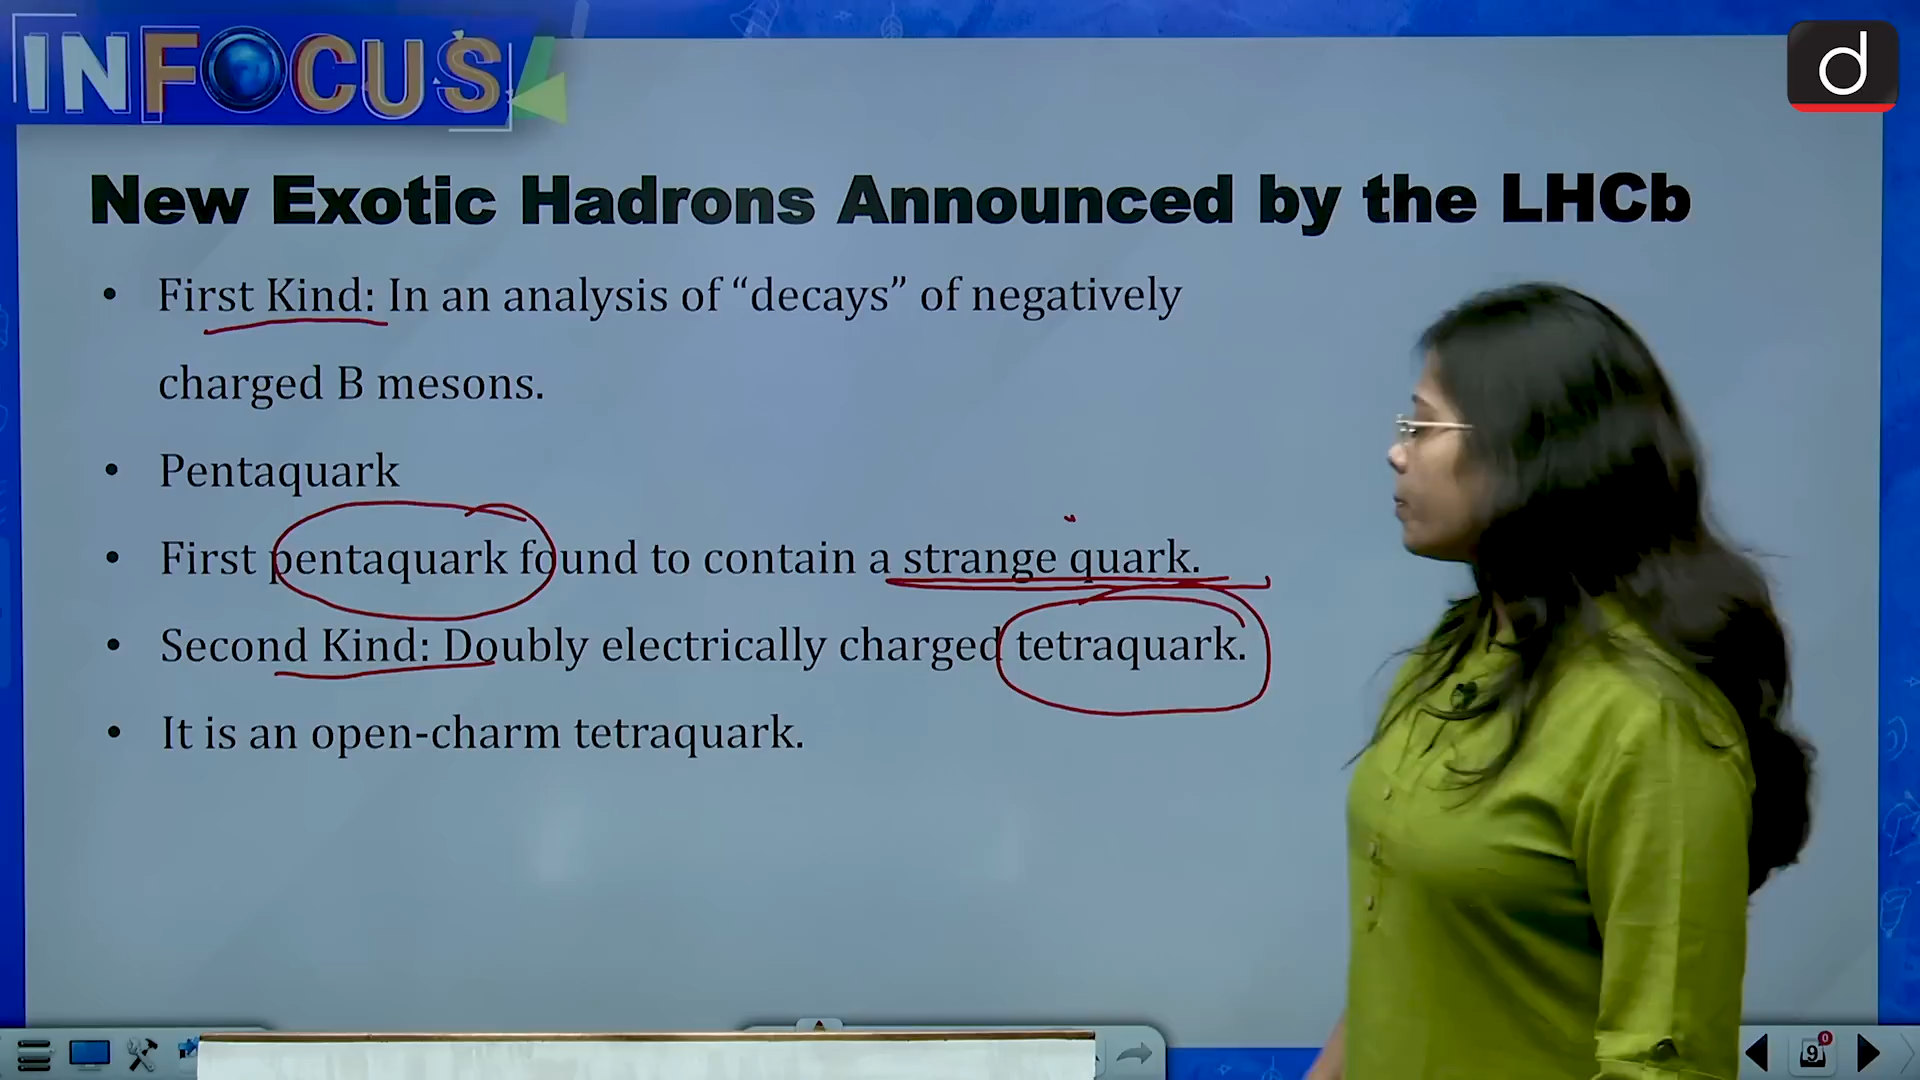 INFOCUS
d
New Exotic Hadrons Announced by the LHCb
• First Kind: In an analysis of “decays” of negatively
charged B mesons.
• Pentaquark
• First pentaquark found to contain a strange quark.
• Second Kind: Doubly electrically charged tetraquark.
• It is an open-charm tetraquark.
9
0